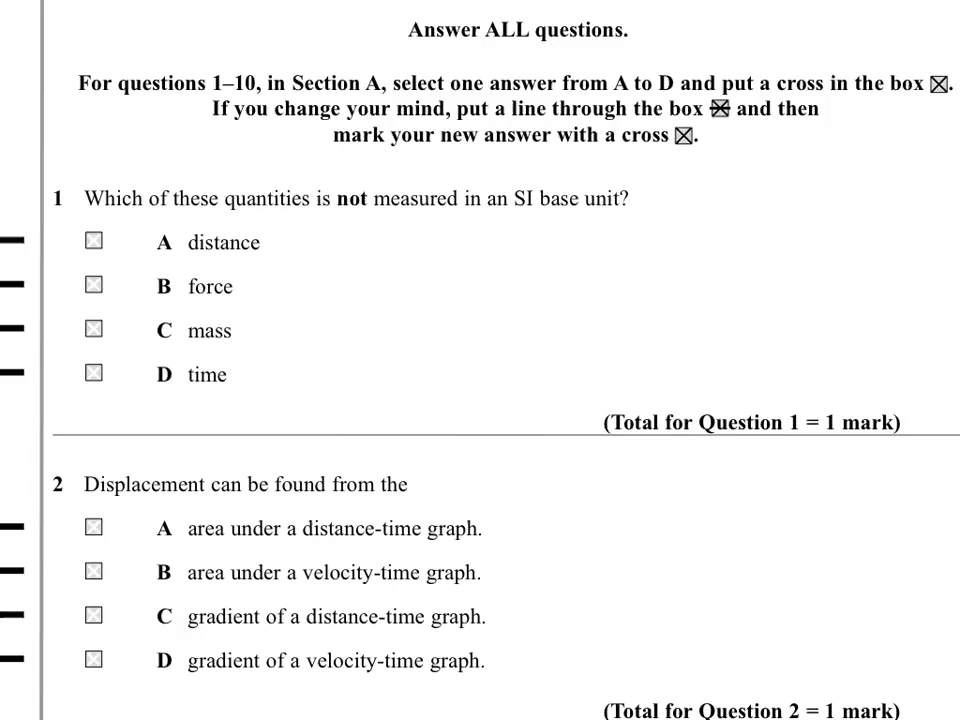 Answer ALL questions.
For questions 1–10, in Section A, select one answer from A to D and put a cross in the box ☒.
If you change your mind, put a line through the box and then
mark your new answer with a cross ☒.
1 Which of these quantities is not measured in an SI base unit?
A distance
B force
C mass
D time
(Total for Question 1 = 1 mark)
2 Displacement can be found from the
A area under a distance-time graph.
B area under a velocity-time graph.
C gradient of a distance-time graph.
D gradient of a velocity-time graph.
(Total for Question 2 = 1 mark)